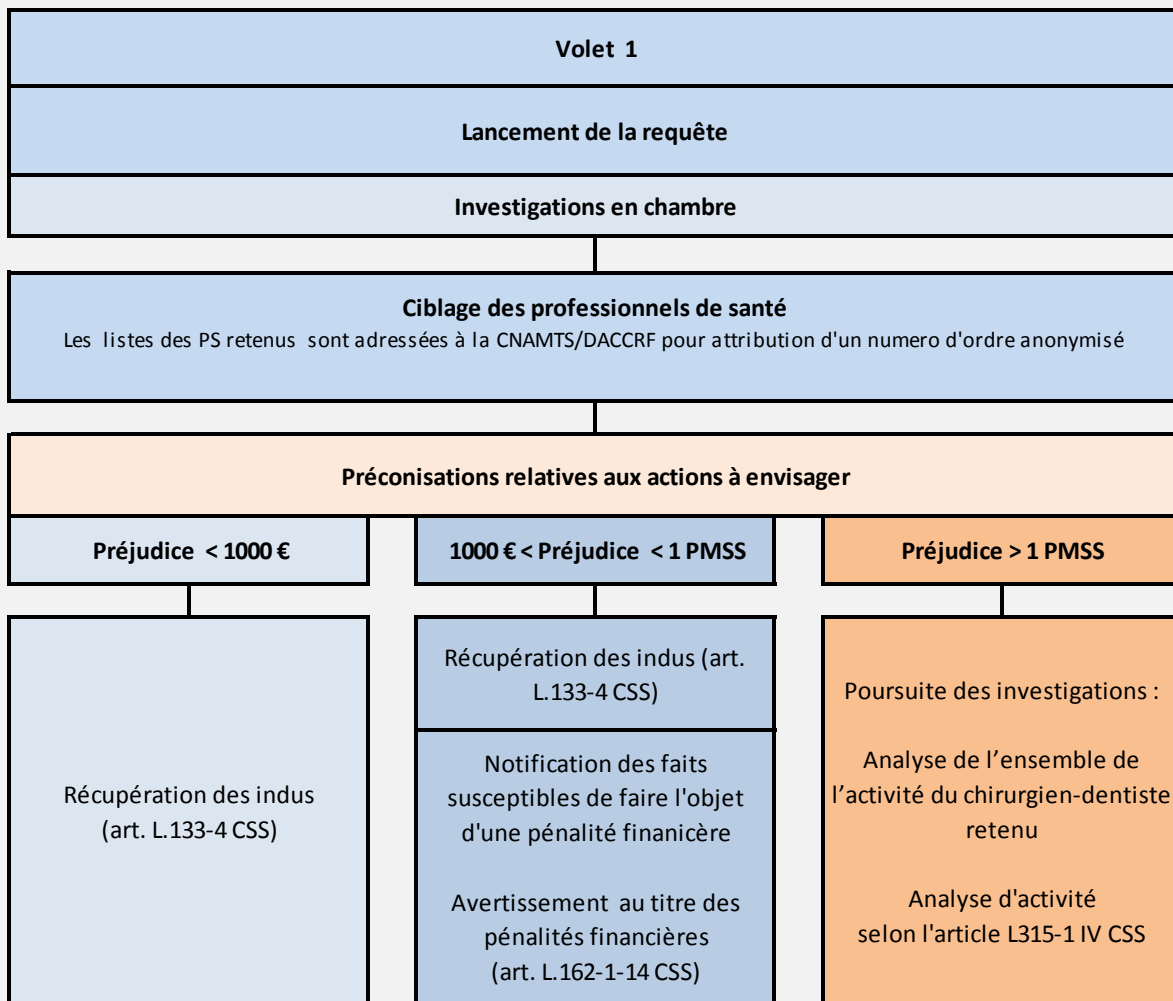 Volet 1
Lancement de la requête
Investigations en chambre
Ciblage des professionnels de santé
Les listes des PS retenus sont adressées à la CNAMTS/DACCRF pour attribution d'un numero d'ordre anonymisé
Préconisations relatives aux actions à envisager
Préjudice < 1000 €
Récupération des indus
(art. L.133-4 CSS)
1000 € < Préjudice < 1 PMSS
Récupération des indus (art.
L.133-4 CSS)
Notification des faits
susceptibles de faire l'objet
d'une pénalité finanicère
Avertissement au titre des
pénalités financières
(art. L.162-1-14 CSS)
Préjudice > 1 PMSS
Poursuite des investigations :
Analyse de l’ensemble de
l’activité du chirurgien-dentiste
retenu
Analyse d'activité
selon l'article L315-1 IV CSS